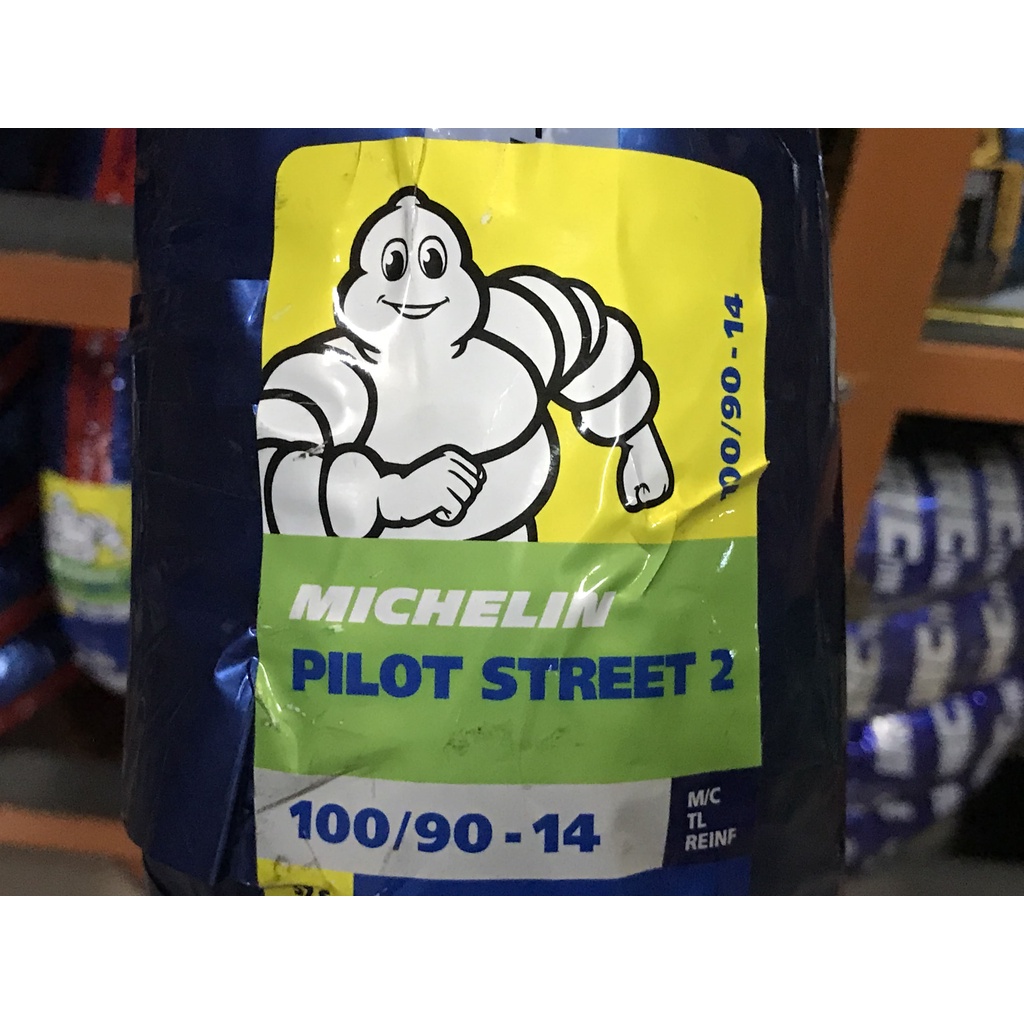 100/90 - 14
MICHELIN
PILOT STREET 2
100/90 - 14
M/C
TL
REINF